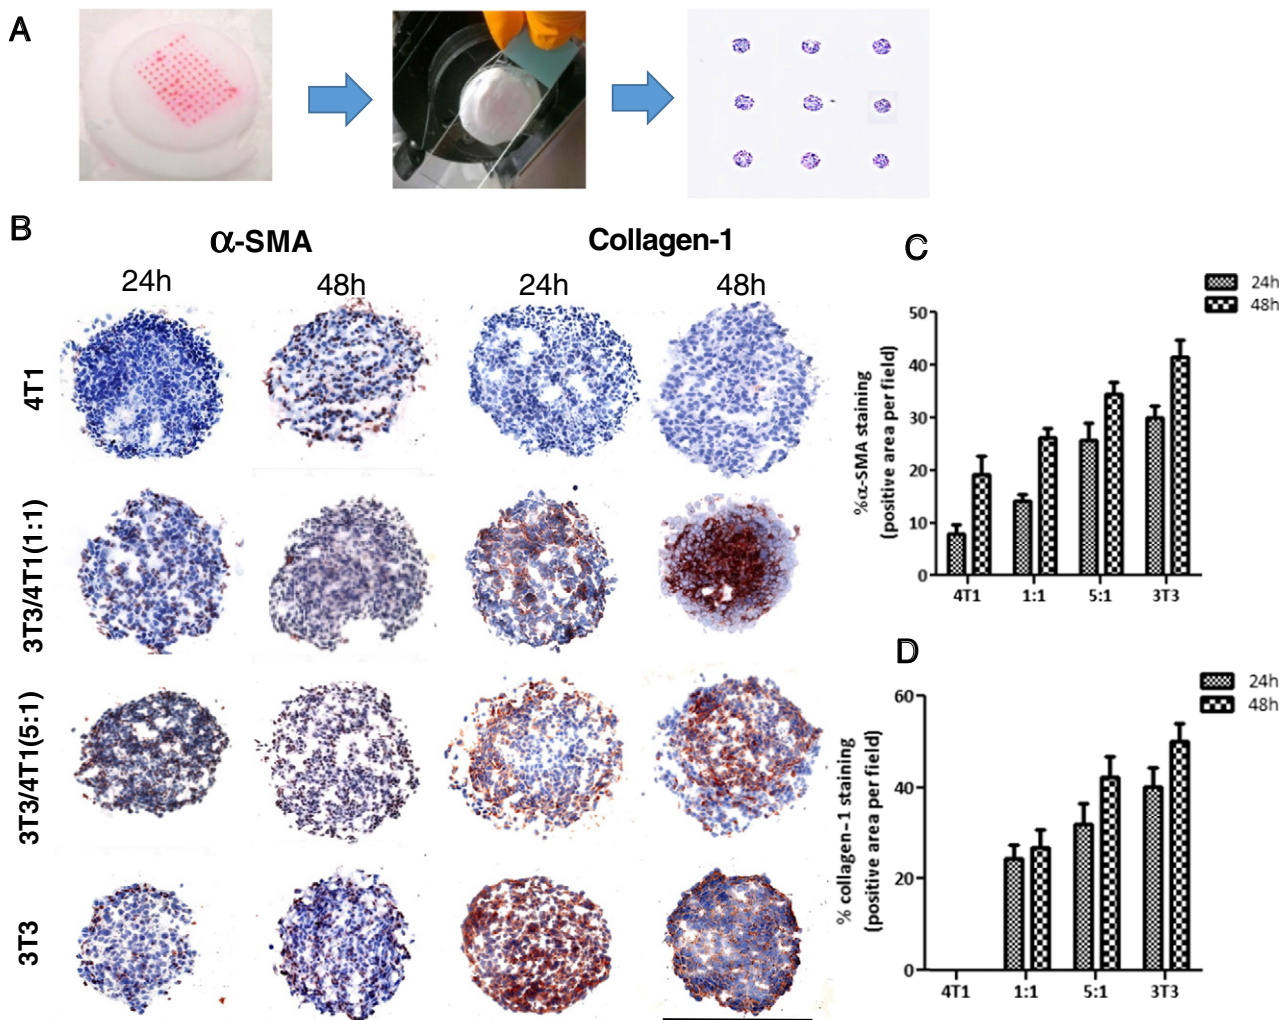 A
B
α-SMA
Collagen-1
24h
48h
24h
48h
4T1
3T3/4T1(1:1)
3T3/4T1(5:1)
3T3
C
24h
48h
%α-SMA staining
(positive area per field)
50
40
30
20
10
0
4T1
1:1
5:1
3T3
D
24h
48h
% collagen-1 staining
(positive area per field)
60
40
20
0
4T1
1:1
5:1
3T3